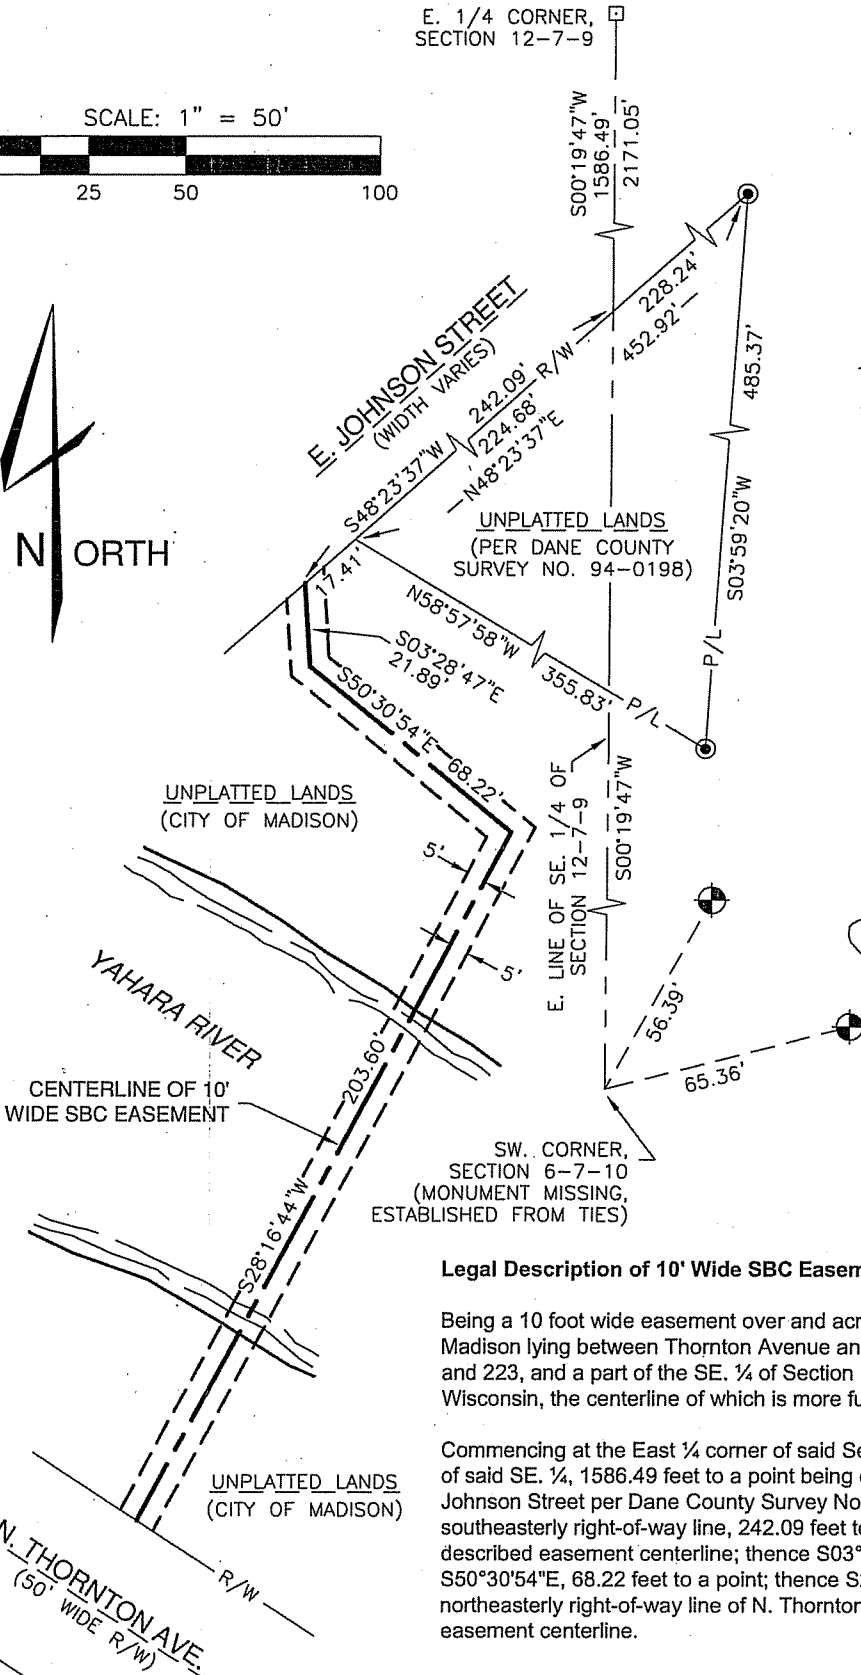 E. 1/4 CORNER,
SECTION 12-7-9
SCALE: 1" = 50'
25 50 100
S00°19'47"W
1586.49'
2171.05'
NORTH
E. JOHNSON STREET
(WIDTH VARIES)
228.24'
452.92'
R/W
242.09'
224.68'
N48°23'37"E
S48°23'37"W
485.37'
S03°59'20"W
P/L
UNPLATTED LANDS
(PER DANE COUNTY
SURVEY NO. 94-0198)
17.41'
N58°57'58"W
355.83'
P/L
S03°28'47"E
21.89'
S50°30'54"E
68.22'
UNPLATTED LANDS
(CITY OF MADISON)
5'
5'
E. LINE OF SE. 1/4 OF
SECTION 12-7-9
S00°19'47"W
YAHARA RIVER
56.39'
65.36'
203.60'
CENTERLINE OF 10'
WIDE SBC EASEMENT
SW. CORNER,
SECTION 6-7-10
(MONUMENT MISSING,
ESTABLISHED FROM TIES)
S28°16'44"W
Legal Description of 10' Wide SBC Easem
Being a 10 foot wide easement over and acr
Madison lying between Thornton Avenue an
and 223, and a part of the SE. ¼ of Section
Wisconsin, the centerline of which is more fu
Commencing at the East ¼ corner of said Se
of said SE. ¼, 1586.49 feet to a point being
Johnson Street per Dane County Survey No
southeasterly right-of-way line, 242.09 feet to
described easement centerline; thence S03°
S50°30'54"E, 68.22 feet to a point; thence S
northeasterly right-of-way line of N. Thornton
easement centerline.
UNPLATTED LANDS
(CITY OF MADISON)
R/W
N. THORNTON AVE.
(50' WIDE R/W)